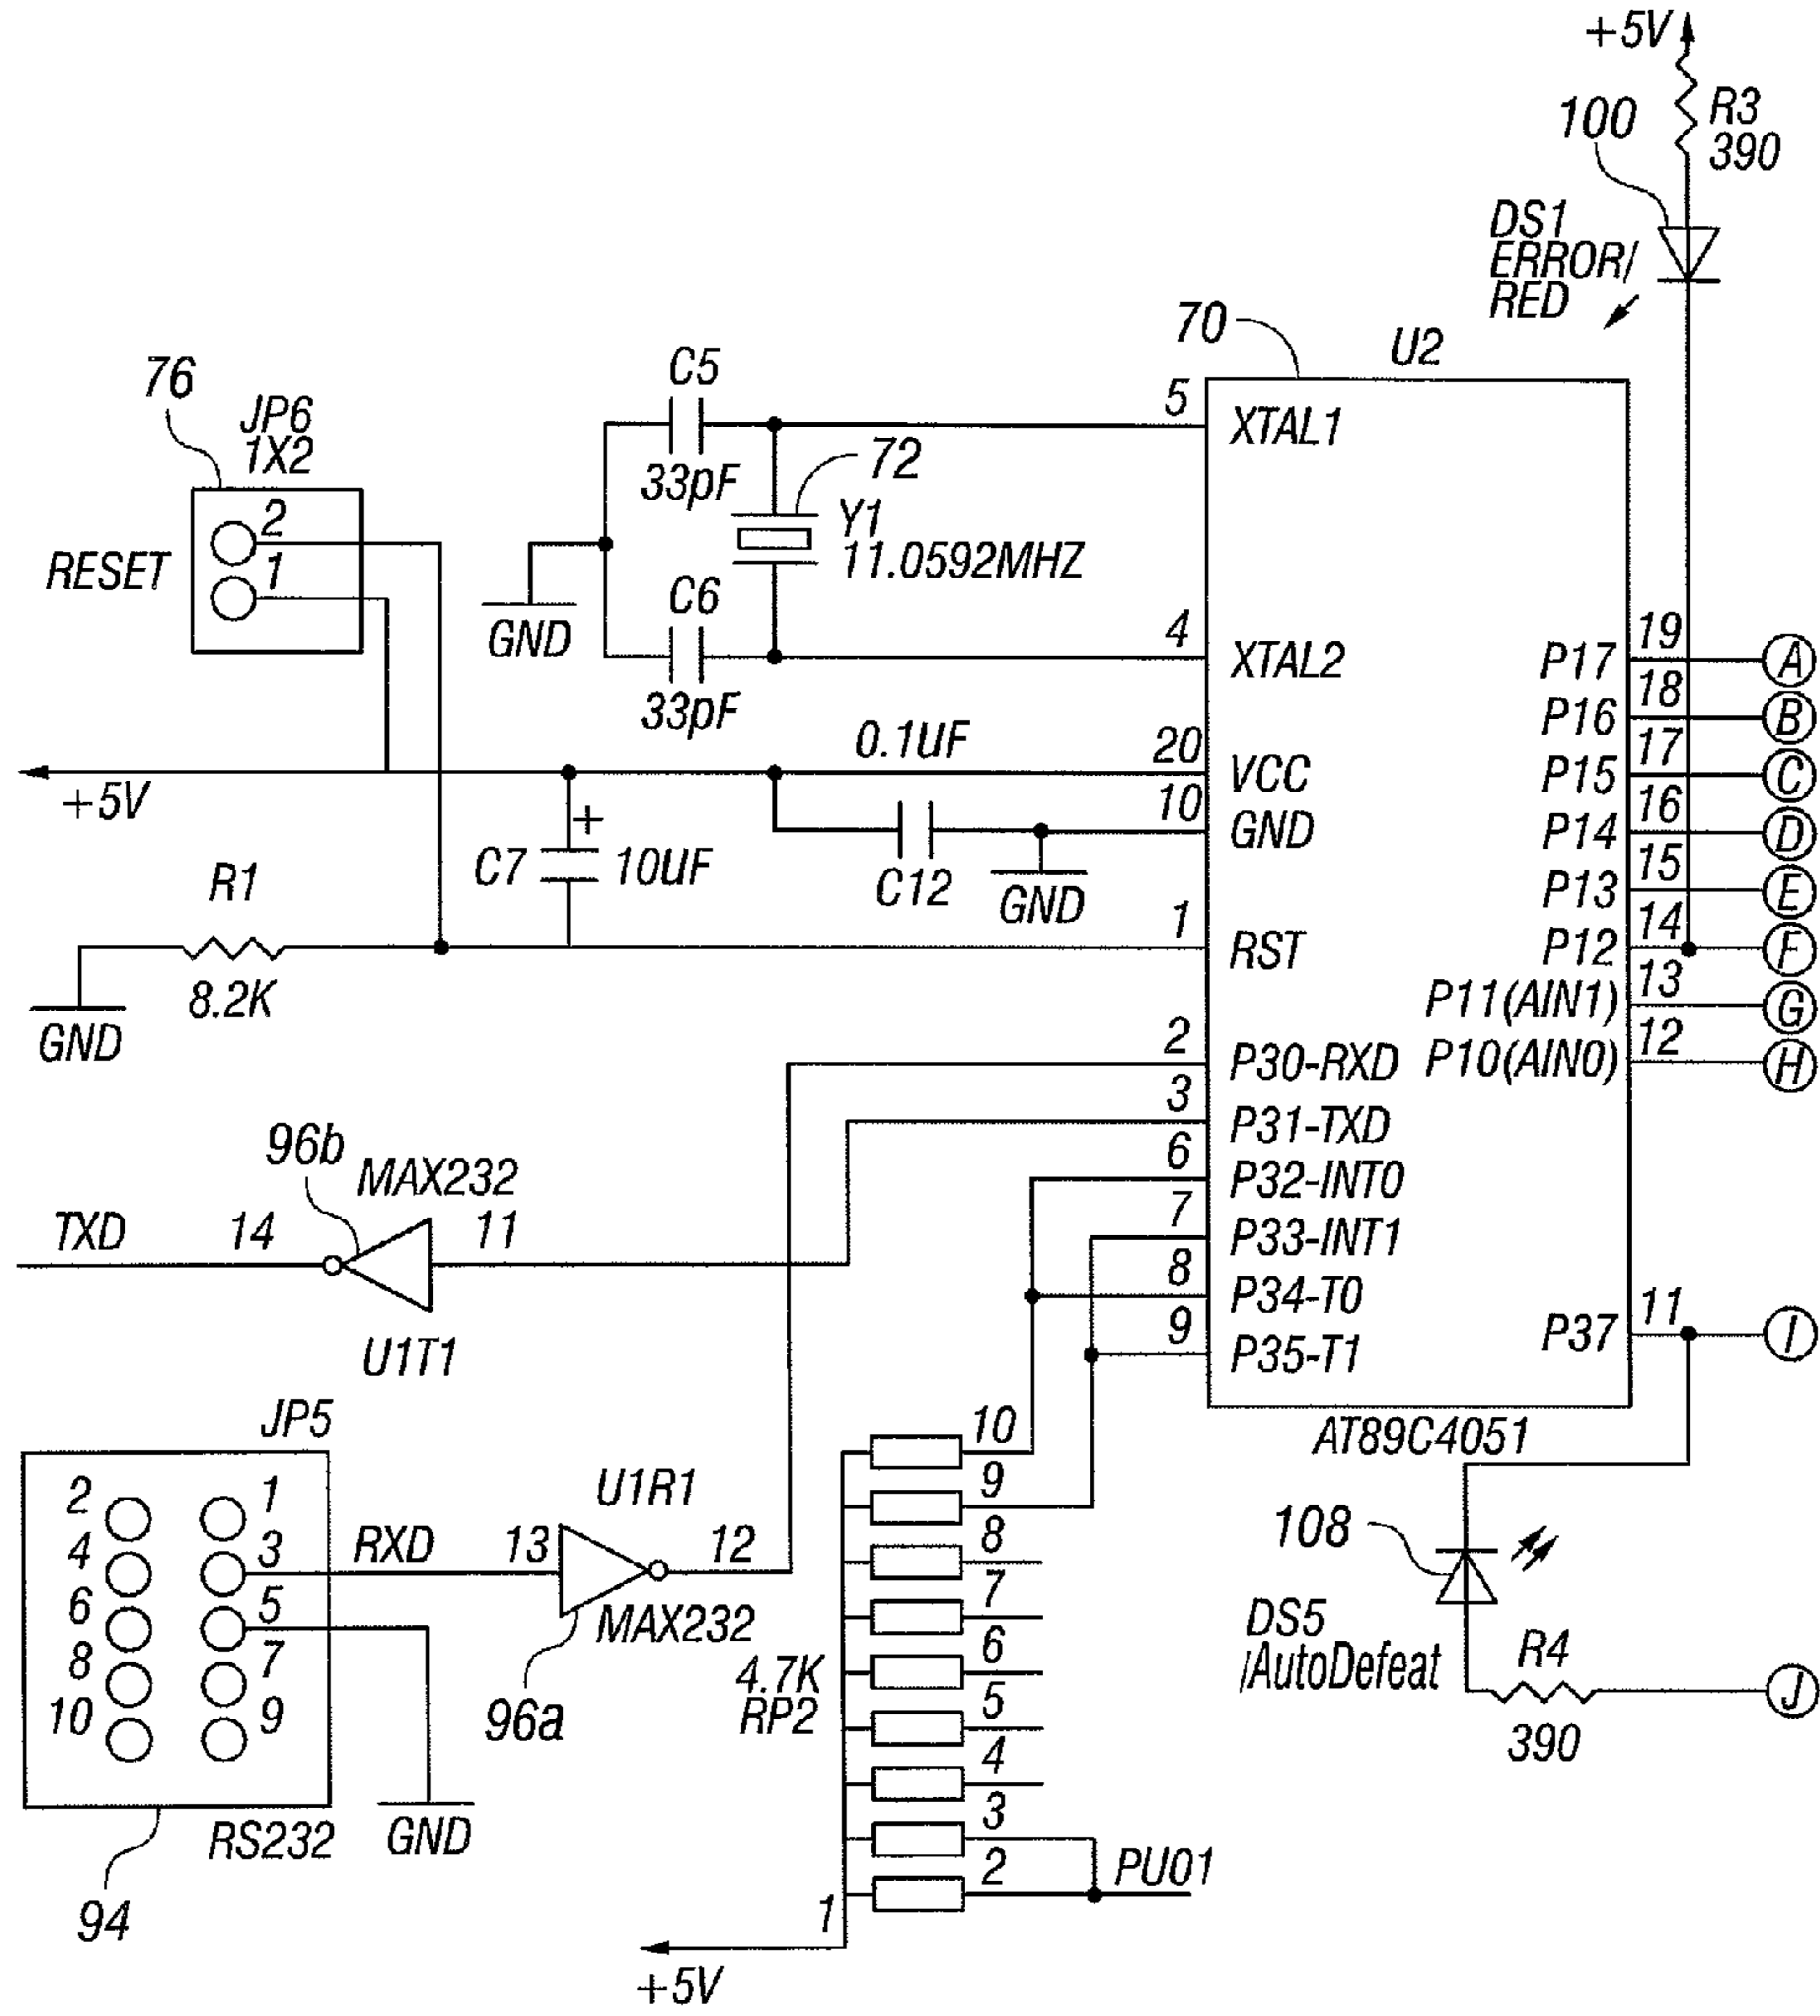 +5V
R3
390
100
DS1
ERROR/
RED
70
U2
76
JP6
1X2
2
1
RESET
C5
33pF
72
Y1
11.0592MHZ
GND
C6
33pF
5
XTAL1
4
XTAL2
0.1UF
20
VCC
10
GND
+5V
+
C7
10UF
C12
GND
R1
8.2K
GND
1
RST
P17
19
A
P16
18
B
P15
17
C
P14
16
D
P13
15
E
P12
14
F
P11(AIN1)
13
G
P10(AIN0)
12
H
2
P30-RXD
3
P31-TXD
6
P32-INT0
7
P33-INT1
8
P34-T0
9
P35-T1
P37
11
I
AT89C4051
96b
MAX232
TXD
14
11
U1T1
JP5
2
1
4
3
6
5
8
7
10
9
RS232
94
RXD
13
U1R1
12
MAX232
96a
GND
10
9
8
7
6
5
4
3
2
1
4.7K
RP2
PU01
+5V
108
DS5
/AutoDefeat
R4
390
J